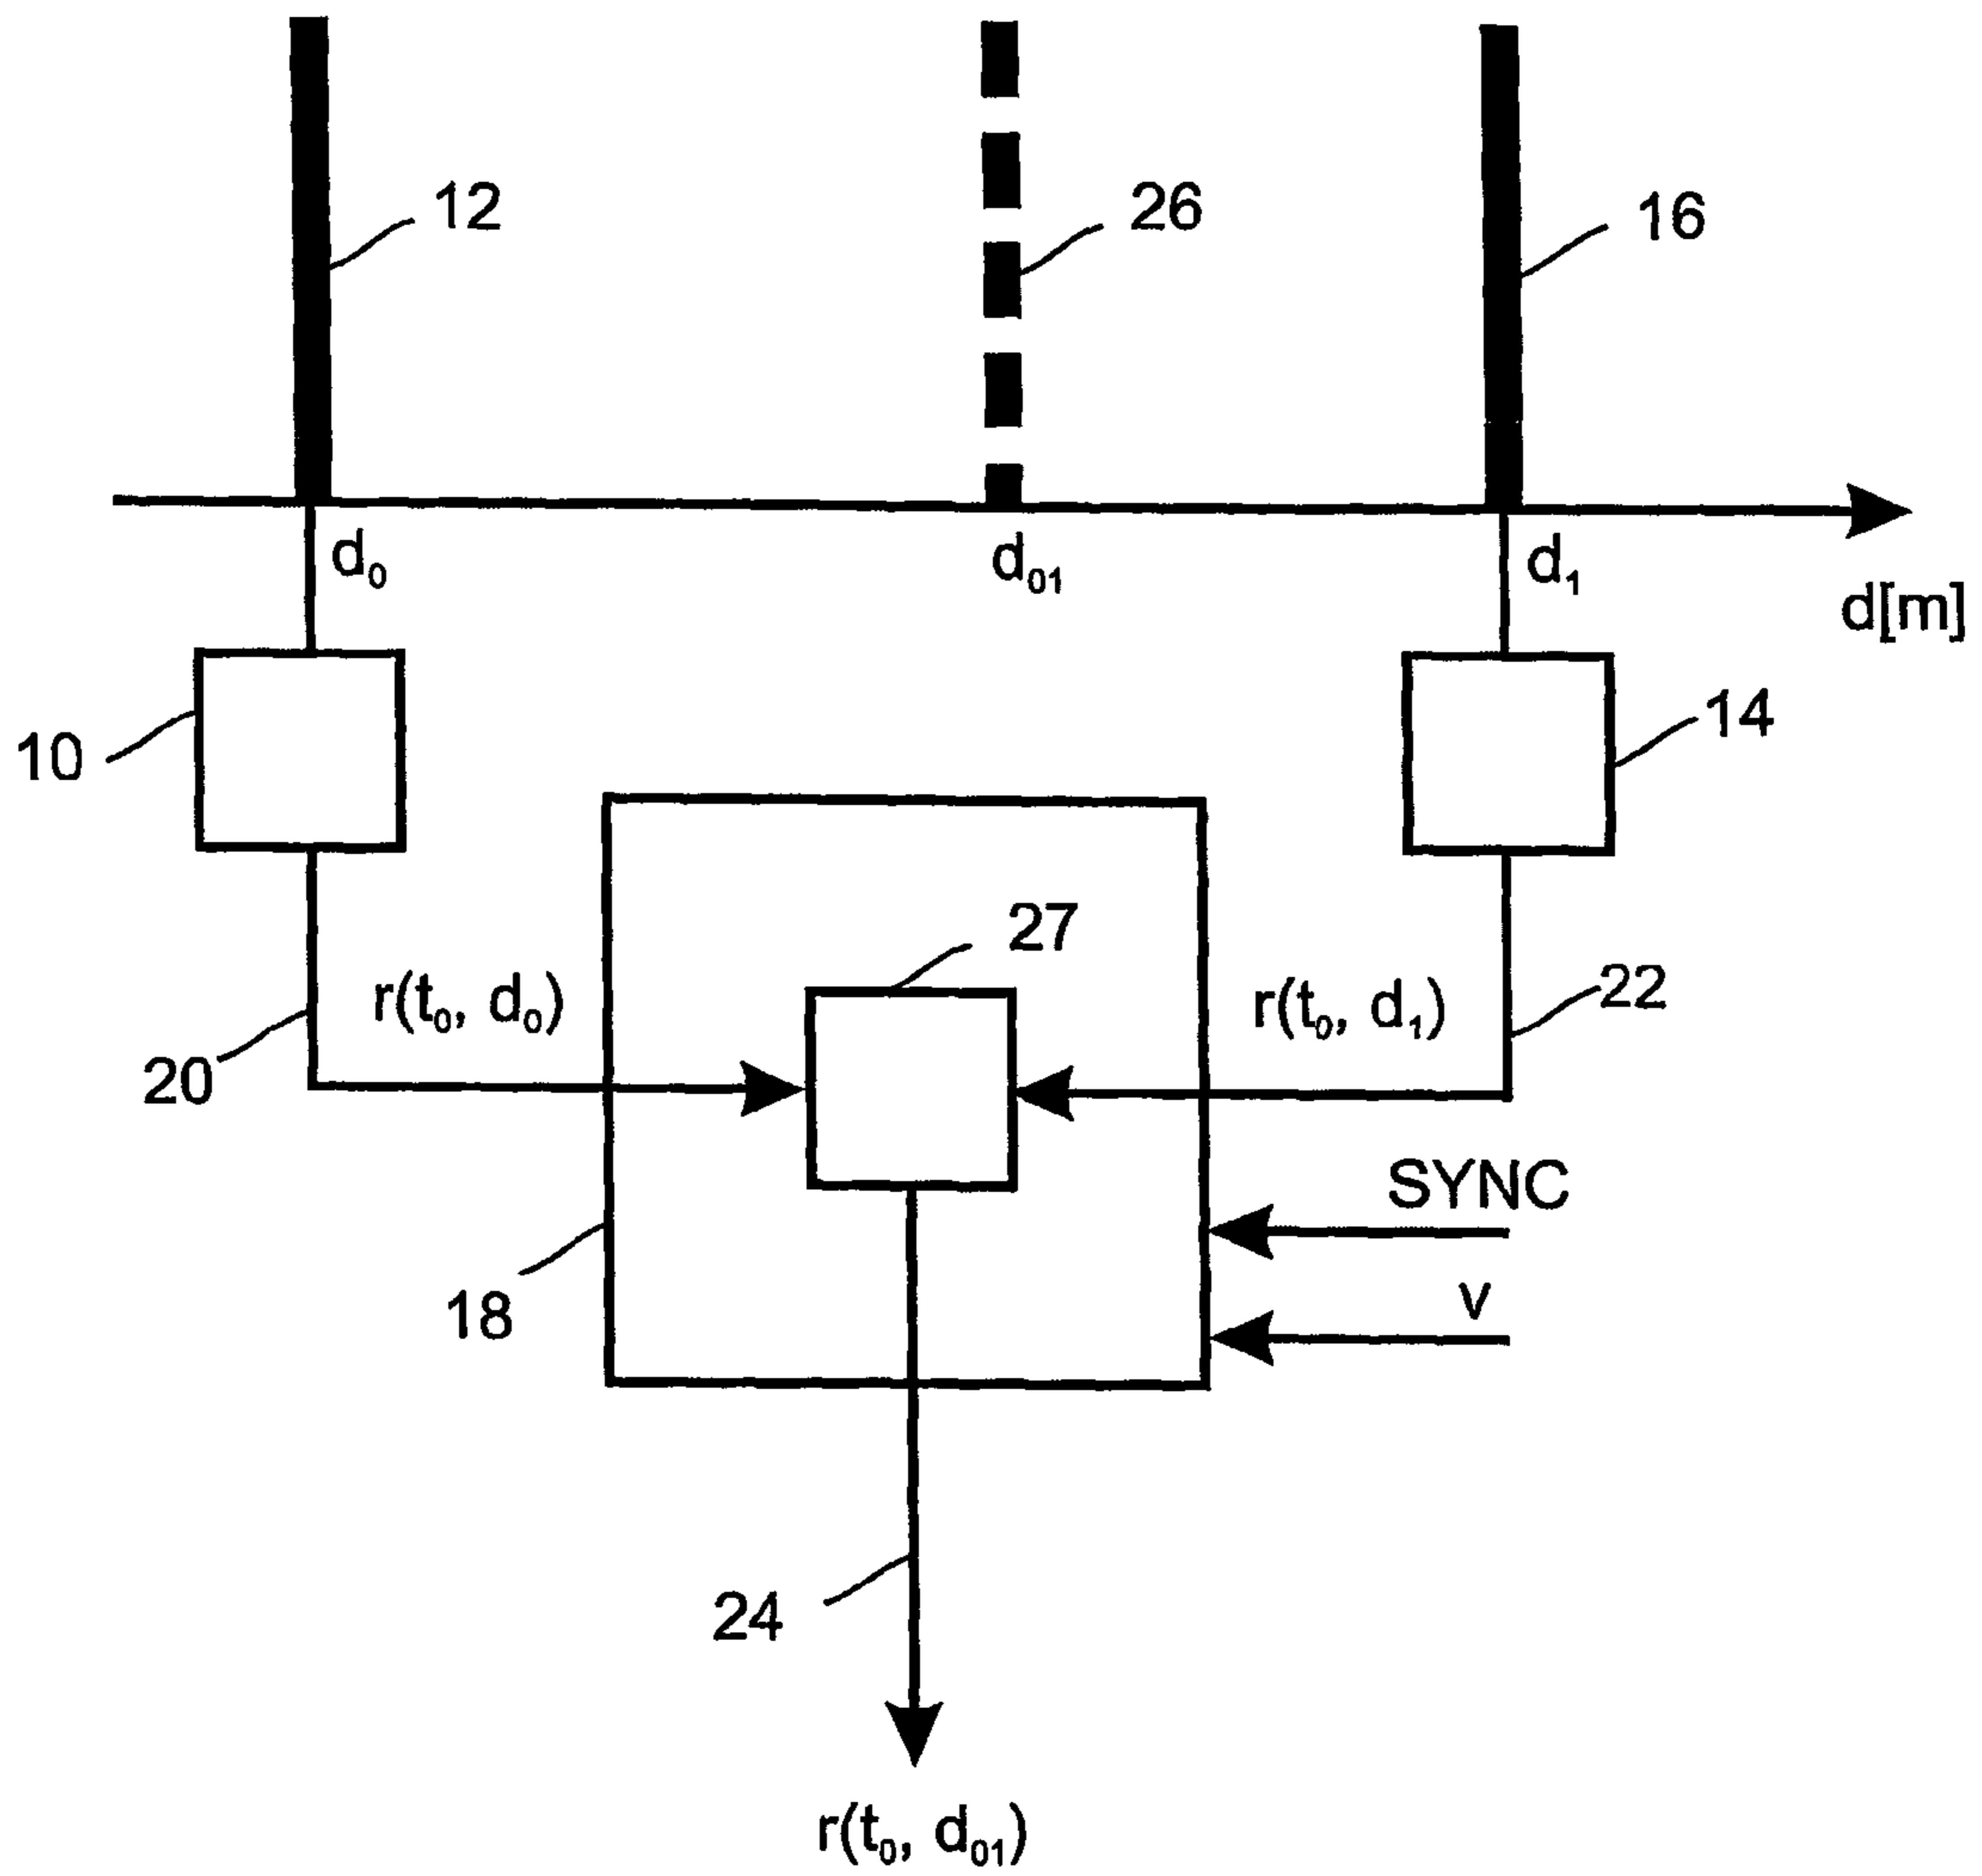 12
26
16
d₀
d₀₁
d₁
d[m]
10
14
27
r(t₀, d₀)
r(t₀, d₁)
22
20
SYNC
v
18
24
r(t₀, d₀₁)